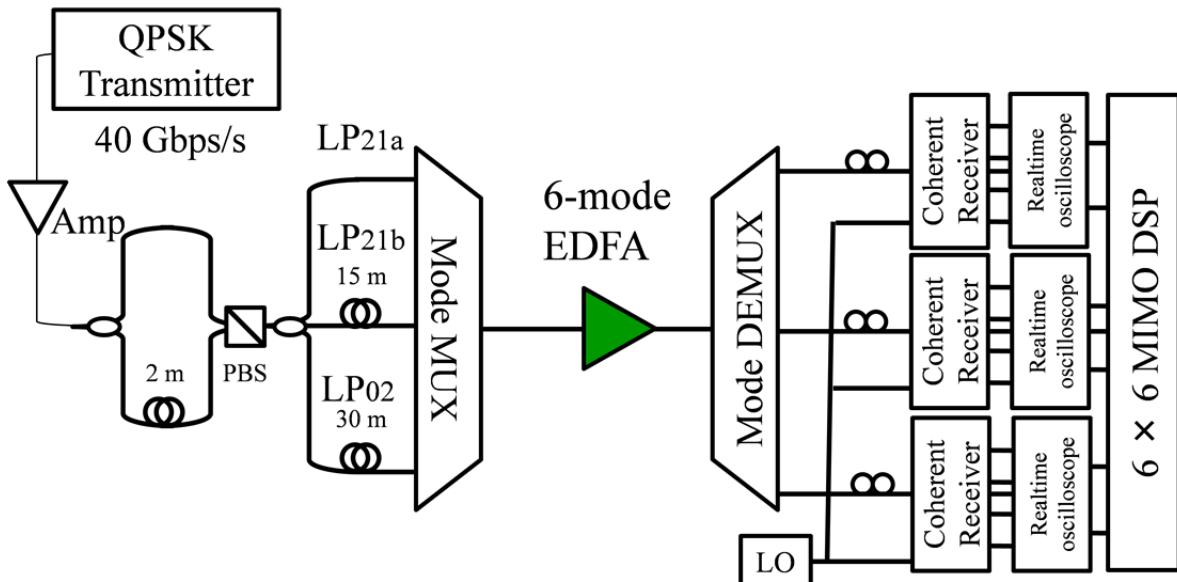 QPSK
Transmitter
40 Gbps/s
Amp
2 m
PBS
LP21a
LP21b
15 m
LP02
30 m
Mode MUX
6-mode
EDFA
Mode DEMUX
LO
Coherent
Receiver
Realtime
oscilloscope
Coherent
Receiver
Realtime
oscilloscope
Coherent
Receiver
Realtime
oscilloscope
6 × 6 MIMO DSP